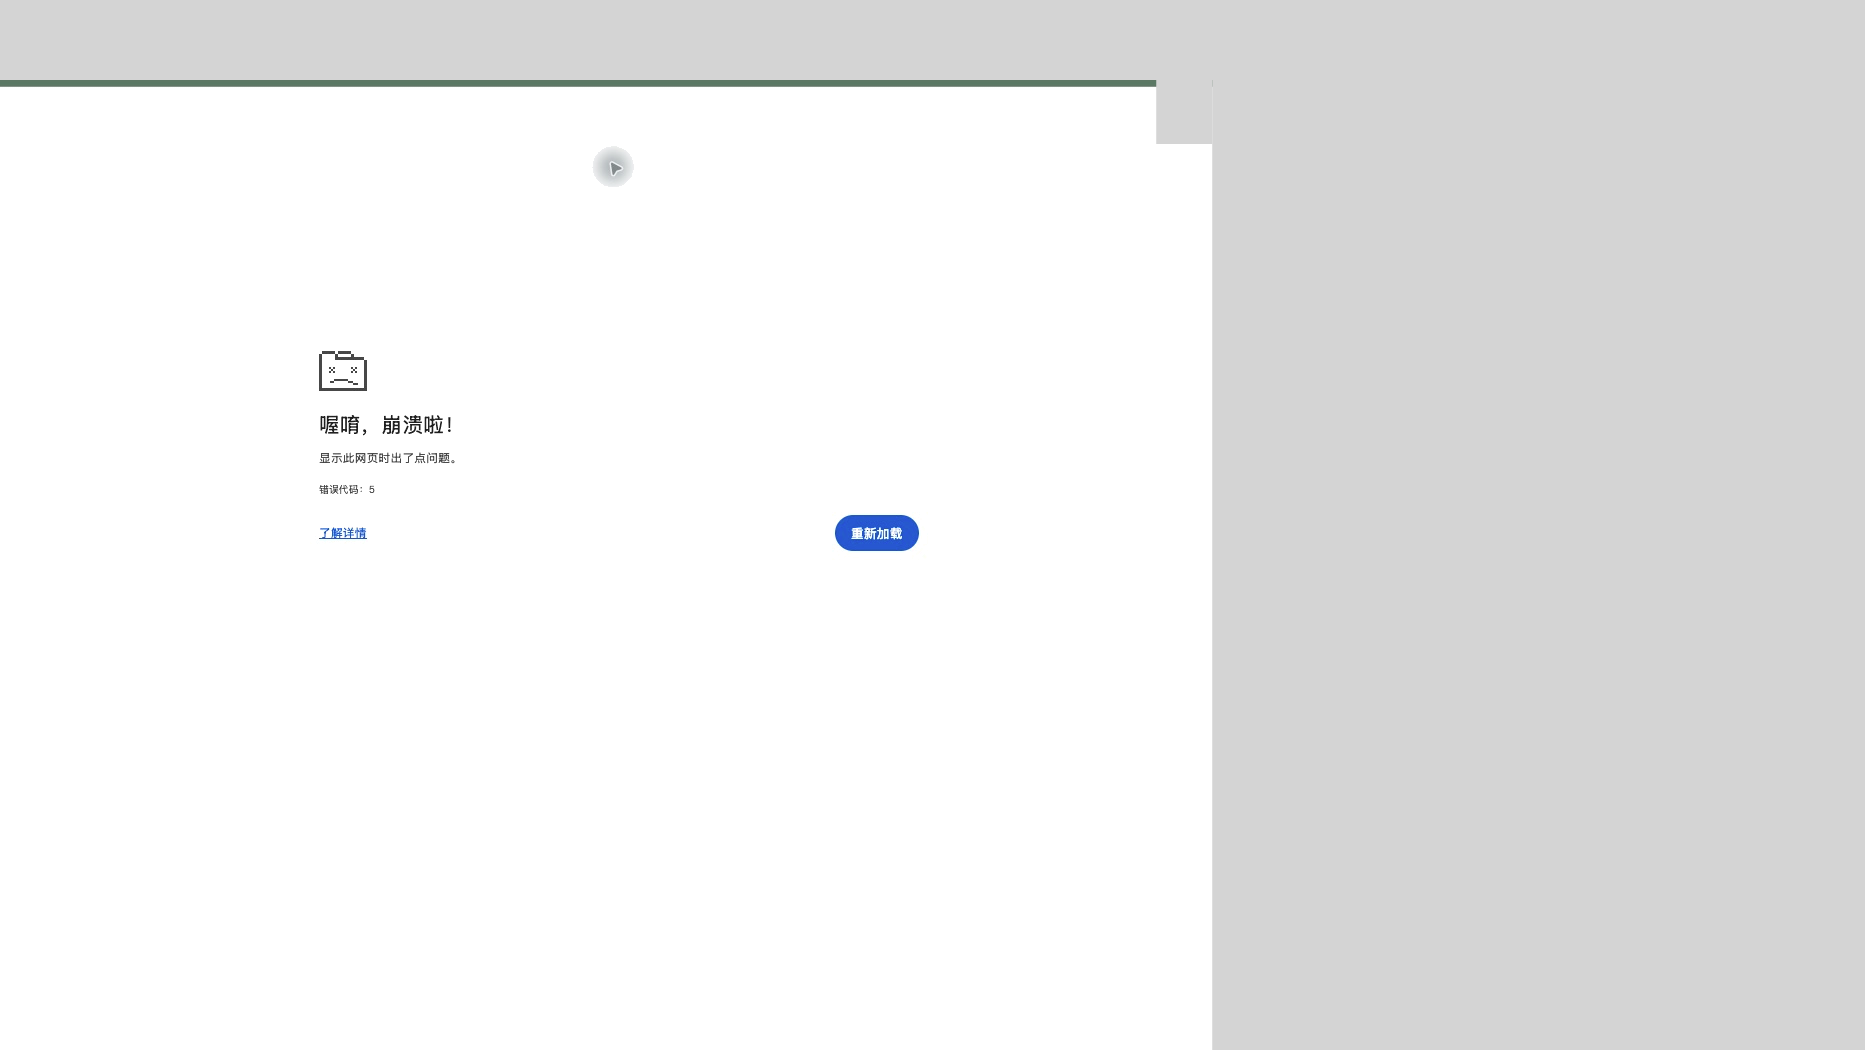 喔唷，崩溃啦！
显示此网页时出了点问题。
错误代码：5
了解详情
重新加载